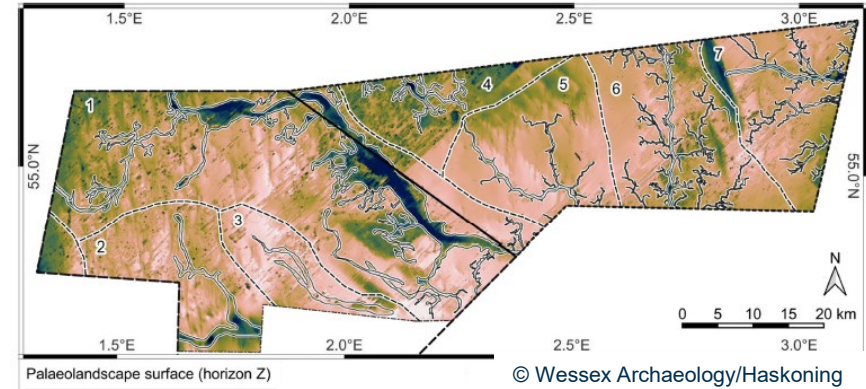 1.5°E 2.0°E 2.5°E 3.0°E
1 2 3 4 5 6 7
55.0°N 55.0°N
N
0 5 10 15 20 km
1.5°E 2.0°E 2.5°E 3.0°E
Palaeolandscape surface (horizon Z)
© Wessex Archaeology/Haskoning